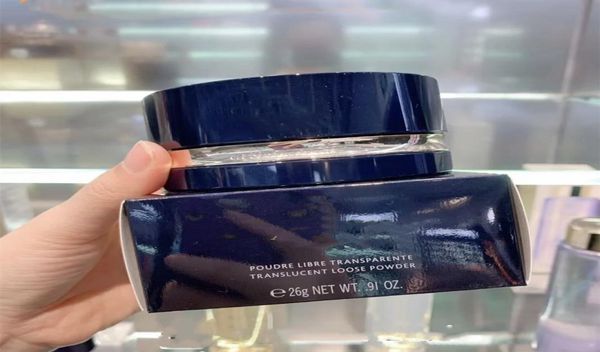 POUDRE LIBRE TRANSPARENTE
TRANSLUCENT LOOSE POWDER
℮26g NET WT. .91 OZ.